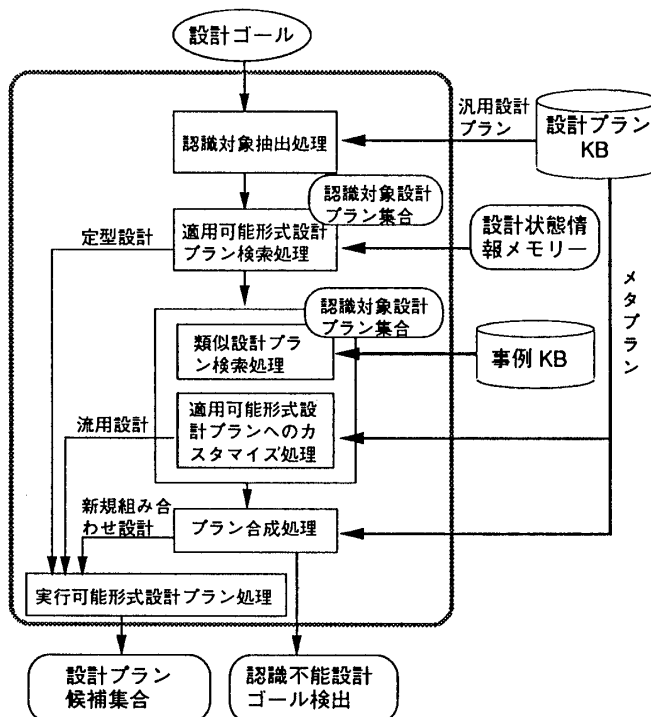 設計ゴール
汎用設計
プラン
設計プラン
KB
認識対象抽出処理
認識対象設計
プラン集合
定型設計
適用可能形式設計
プラン検索処理
設計状態情
報メモリー
メタプラン
認識対象設計
プラン集合
類似設計プラ
ン検索処理
事例 KB
流用設計
適用可能形式設
計プランへのカ
スタマイズ処理
新規組み合
わせ設計
プラン合成処理
実行可能形式設計プラン処理
設計プラン
候補集合
認識不能設計
ゴール検出